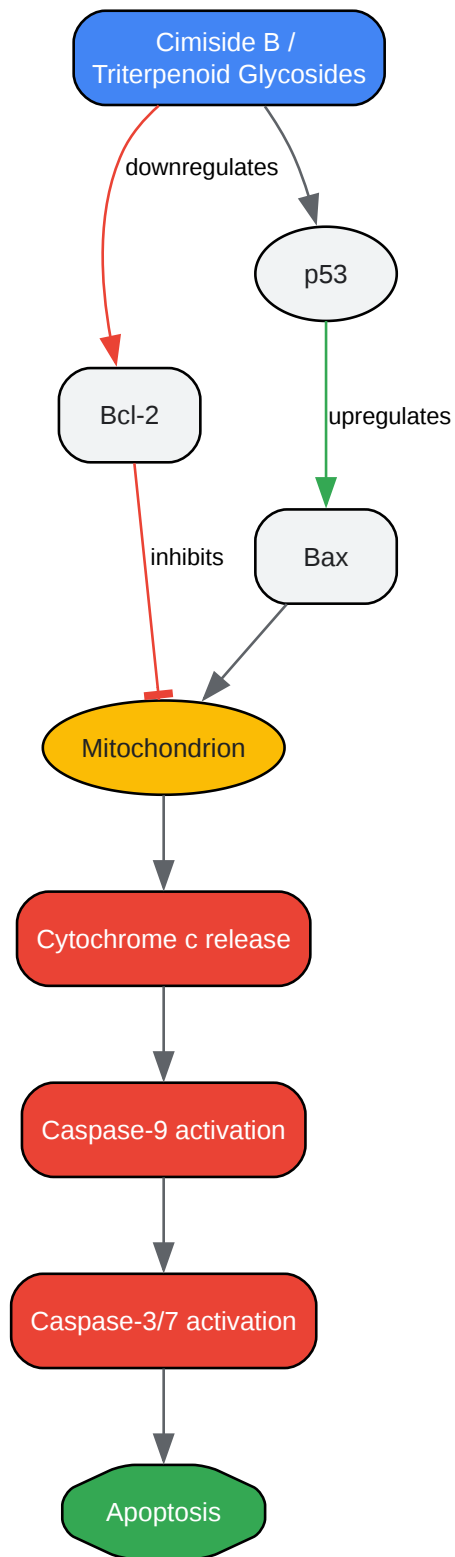 Cimiside B /
Triterpenoid Glycosides
downregulates
p53
Bcl-2
upregulates
inhibits
Bax
Mitochondrion
Cytochrome c release
Caspase-9 activation
Caspase-3/7 activation
Apoptosis